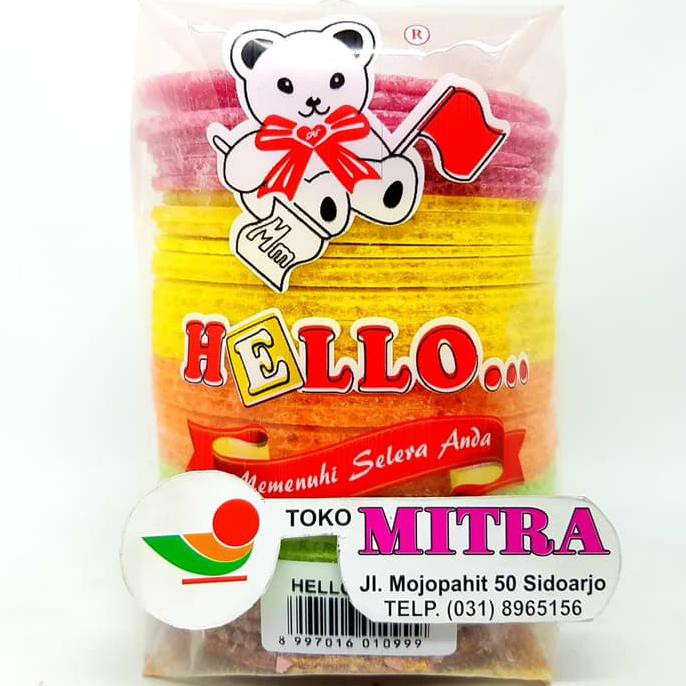 ®
Mm
HELLO...
Memenuhi Selera Anda
TOKO MITRA
Jl. Mojopahit 50 Sidoarjo
TELP. (031) 8965156
HELLO
8 997016 010999